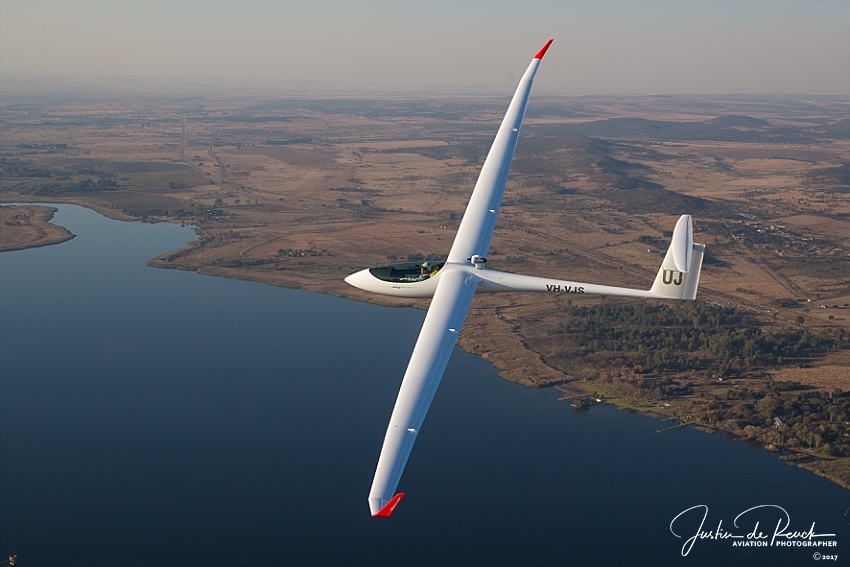 VH-VJS
UJ
Justin de Reuck
AVIATION PHOTOGRAPHER
©2017